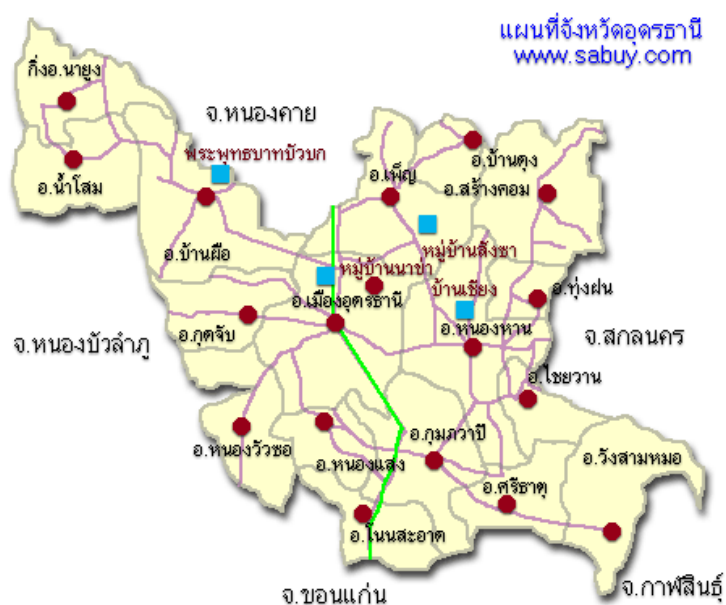 แผนที่จังหวัดอุดรธานี
www.sabuy.com
กิ่งอ.นายูง
จ.หนองคาย
พระพุทธบาทบัวบก
อ.น้ำโสม
อ.บ้านดุง
อ.เพ็ญ
อ.สร้างคอม
อ.บ้านผือ
หมู่บ้านลังชา
หมู่บ้านนาข่า
บ้านเชียง
อ.ทุ่งฝน
อ.เมืองอุดรธานี
อ.กุดจับ
อ.หนองหาน
จ.สกลนคร
จ.หนองบัวลำภู
อ.ไชยวาน
อ.กุมภวาปี
อ.หนองวัวซอ
อ.หนองแสง
อ.วังสามหมอ
อ.ศรีธาตุ
อ.โนนสะอาด
จ.ขอนแก่น
จ.กาฬสินธุ์